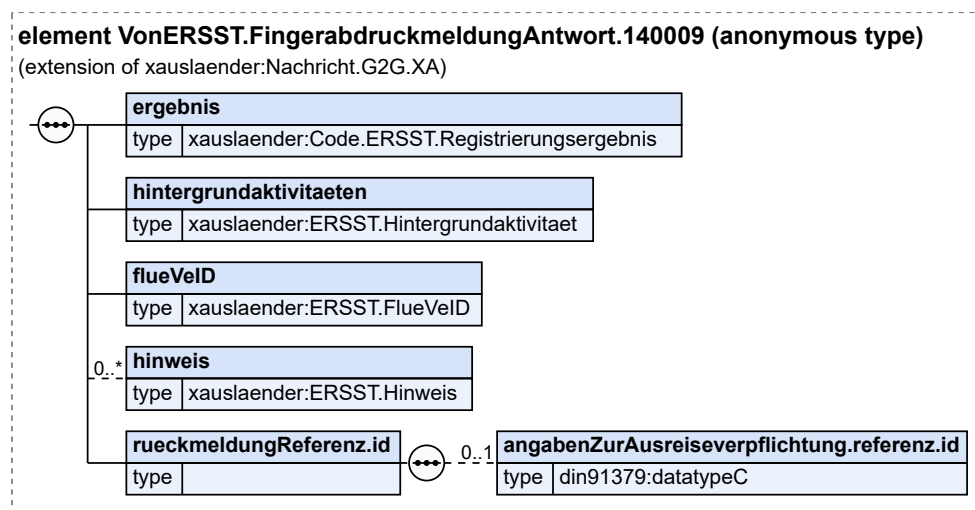 element VonERSST.FingerabdruckmeldungAntwort.140009 (anonymous type)
(extension of xauslaender:Nachricht.G2G.XA)
ergebnis
type xauslaender:Code.ERSST.Registrierungsergebnis
hintergrundaktivitaeten
type xauslaender:ERSST.Hintergrundaktivitaet
flueVeID
type xauslaender:ERSST.FlueVeID
0..* hinweis
type xauslaender:ERSST.Hinweis
rueckmeldungReferenz.id 0..1 angabenZurAusreiseverpflichtung.referenz.id
type type din91379:datatypeC